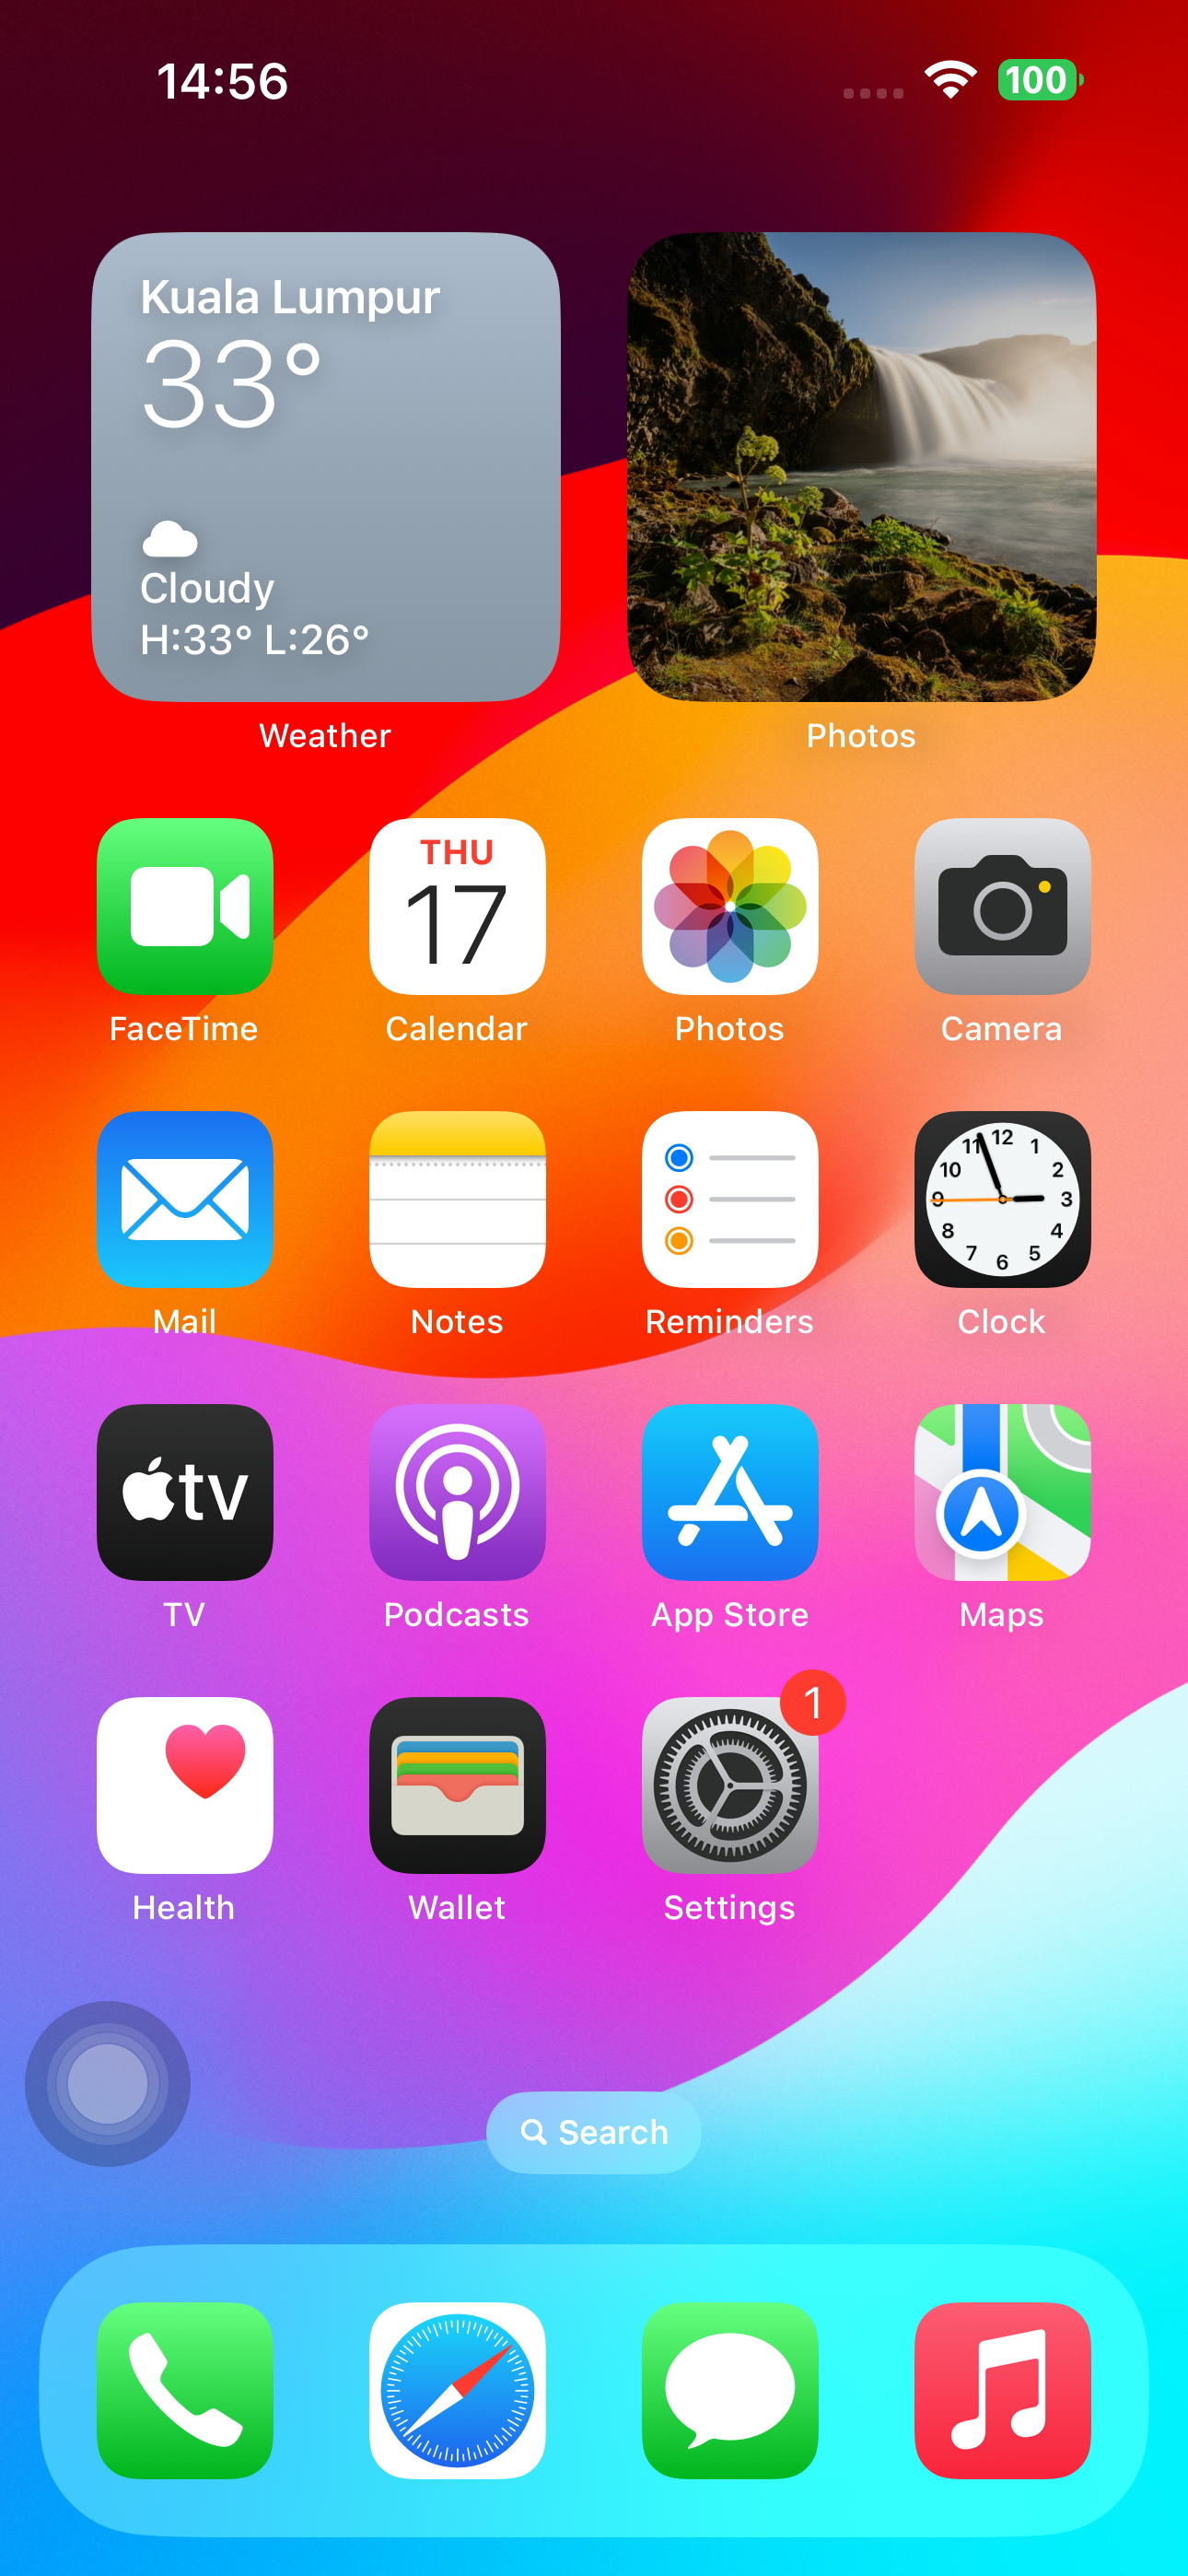 14:56
100
Kuala Lumpur
33°
Cloudy
H:33° L:26°
Weather
Photos
THU
17
FaceTime
Calendar
Photos
Camera
12
11
1
10
2
9
3
8
4
7
5
6
Mail
Notes
Reminders
Clock
tv
TV
Podcasts
App Store
Maps
1
Health
Wallet
Settings
Search